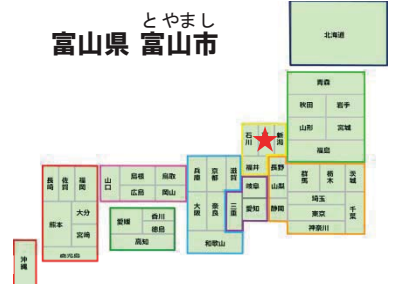 とやまし
富山県 富山市
北海道
青森
秋田 岩手
山形 宮城
福島
石川 新潟
福井 長野 群馬 栃木 茨城
岐阜 山梨
埼玉
愛知 静岡 東京 千葉
神奈川
兵庫 京都 滋賀
大阪 奈良 三重
和歌山
山口 島根 鳥取
広島 岡山
愛媛 香川
徳島
高知
長崎 佐賀 福岡
熊本 大分
宮崎
鹿児島
沖縄